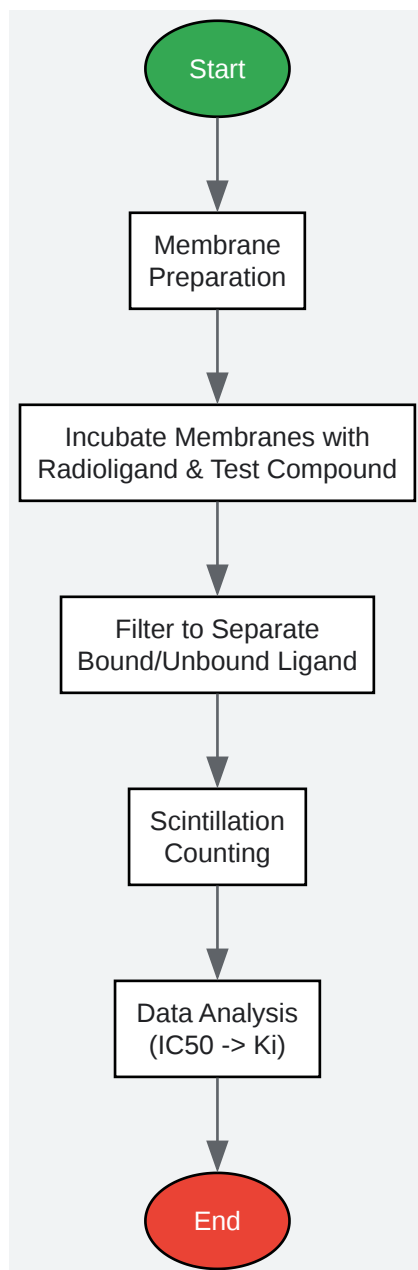 Start
Membrane
Preparation
Incubate Membranes with
Radioligand & Test Compound
Filter to Separate
Bound/Unbound Ligand
Scintillation
Counting
Data Analysis
(IC50 -> Ki)
End